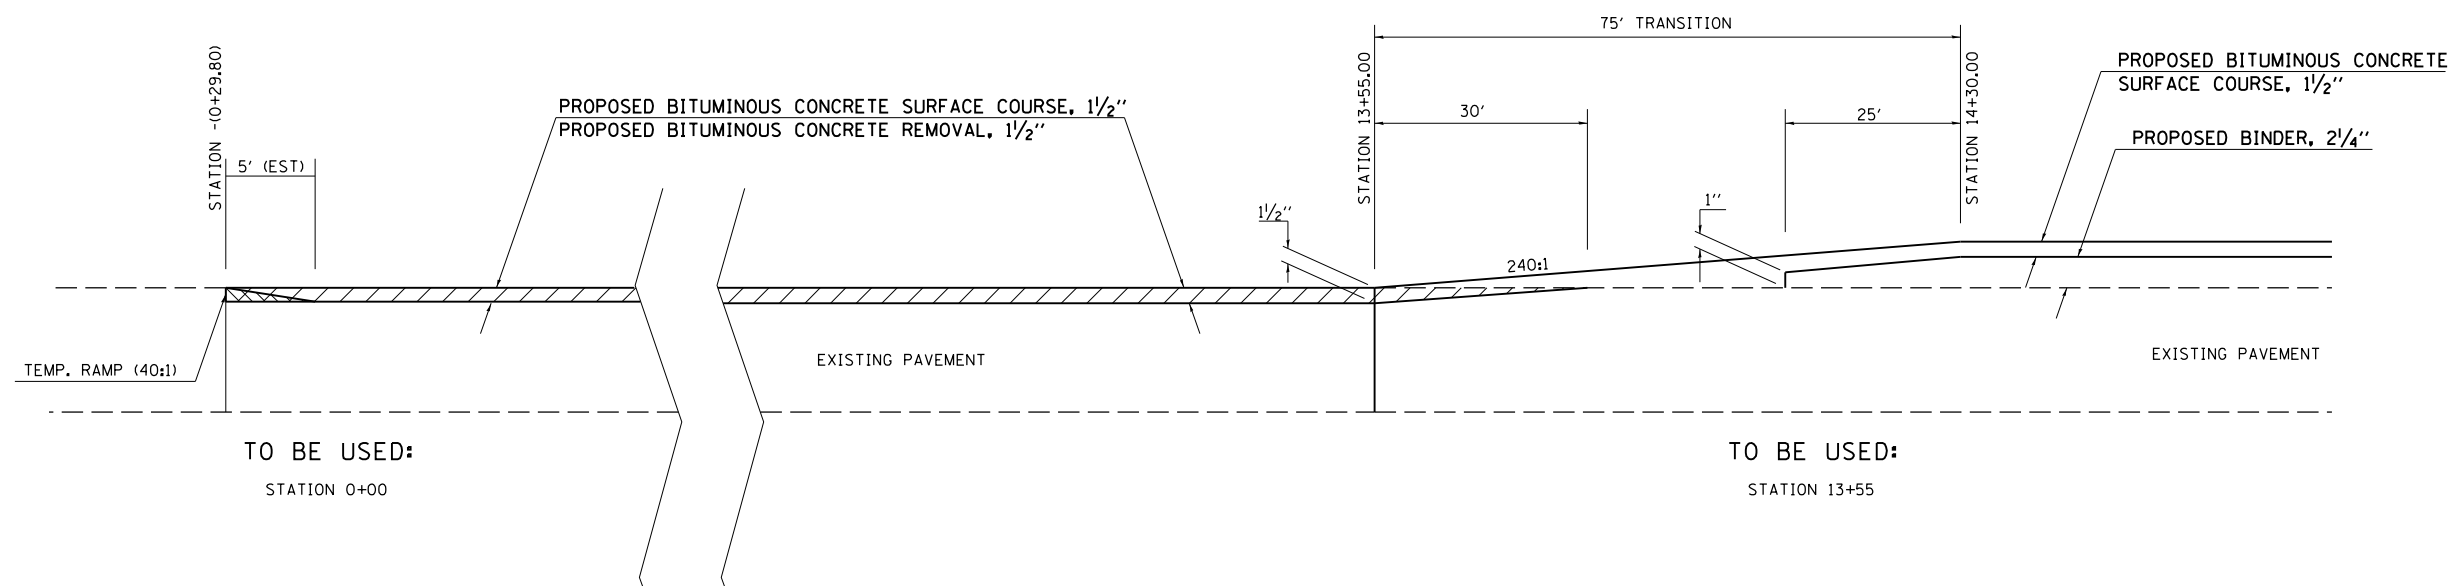 75' TRANSITION
STATION -(0+29.80)
STATION 13+55.00
STATION 14+30.00
PROPOSED BITUMINOUS CONCRETE
SURFACE COURSE, 1½"
PROPOSED BITUMINOUS CONCRETE SURFACE COURSE, 1½"
PROPOSED BITUMINOUS CONCRETE REMOVAL, 1½"
30'
25'
PROPOSED BINDER, 2¼"
5' (EST)
1½"
1"
240:1
TEMP. RAMP (40:1)
EXISTING PAVEMENT
EXISTING PAVEMENT
TO BE USED:
STATION 0+00
TO BE USED:
STATION 13+55